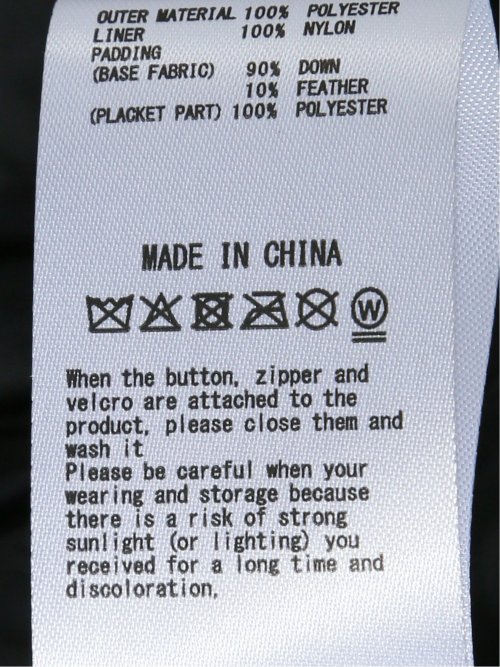 OUTER MATERIAL 100% POLYESTER
LINER 100% NYLON
PADDING
(BASE FABRIC) 90% DOWN
10% FEATHER
(PLACKET PART) 100% POLYESTER
MADE IN CHINA
W
When the button, zipper and
velcro are attached to the
product, please close them and
wash it
Please be careful when your
wearing and storage because
there is a risk of strong
sunlight (or lighting) you
received for a long time and
discoloration,